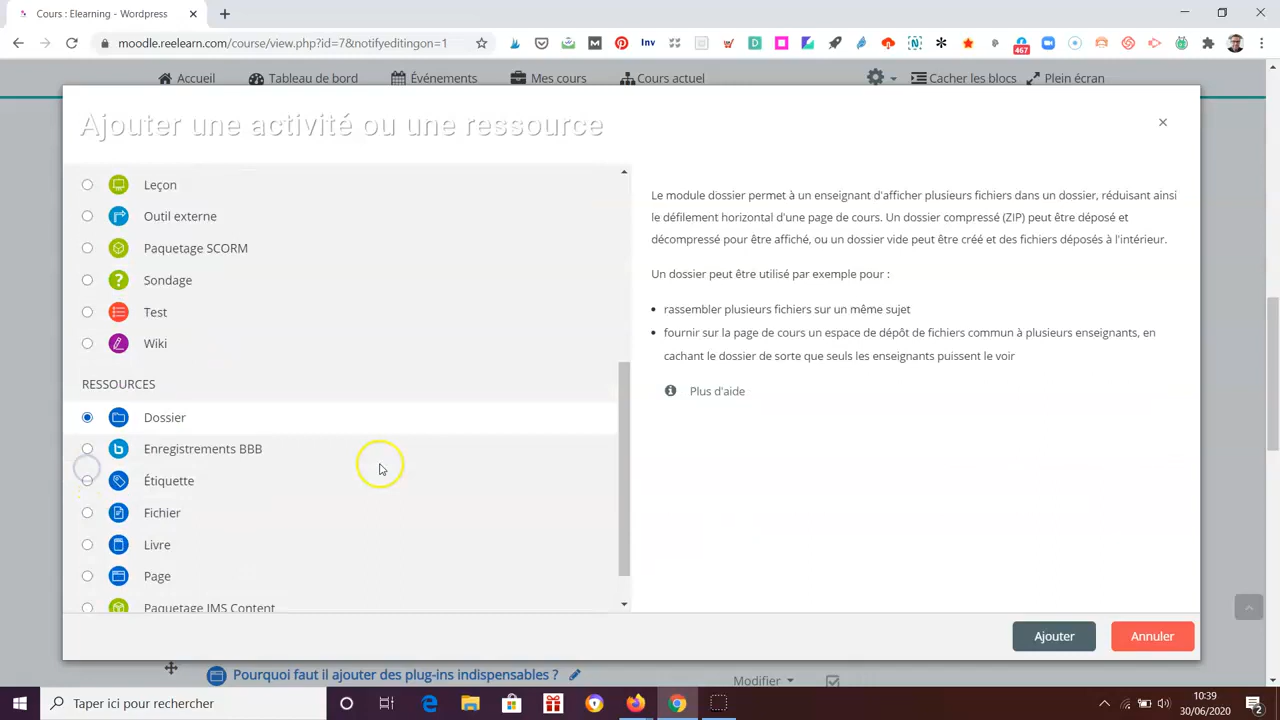 Cours : Elearning - Wordpress
moodle.reelearn.com/course/view.php?id=7&notifyeditingon=1
Inv
467
Accueil
Tableau de bord
Événements
Mes cours
Cours actuel
Cacher les blocs
Plein écran
Ajouter une activité ou une ressource
Leçon
Outil externe
Paquetage SCORM
Sondage
Test
Wiki
RESSOURCES
Dossier
Enregistrements BBB
Étiquette
Fichier
Livre
Page
Paquetage IMS Content
Le module dossier permet à un enseignant d'afficher plusieurs fichiers dans un dossier, réduisant ainsi
le défilement horizontal d'une page de cours. Un dossier compressé (ZIP) peut être déposé et
décompressé pour être affiché, ou un dossier vide peut être créé et des fichiers déposés à l'intérieur.
Un dossier peut être utilisé par exemple pour :
rassembler plusieurs fichiers sur un même sujet
fournir sur la page de cours un espace de dépôt de fichiers commun à plusieurs enseignants, en
cachant le dossier de sorte que seuls les enseignants puissent le voir
Plus d'aide
Ajouter
Annuler
Pourquoi faut il ajouter des plug-ins indispensables ?
Modifier
Taper ici pour rechercher
10:39
30/06/2020
2